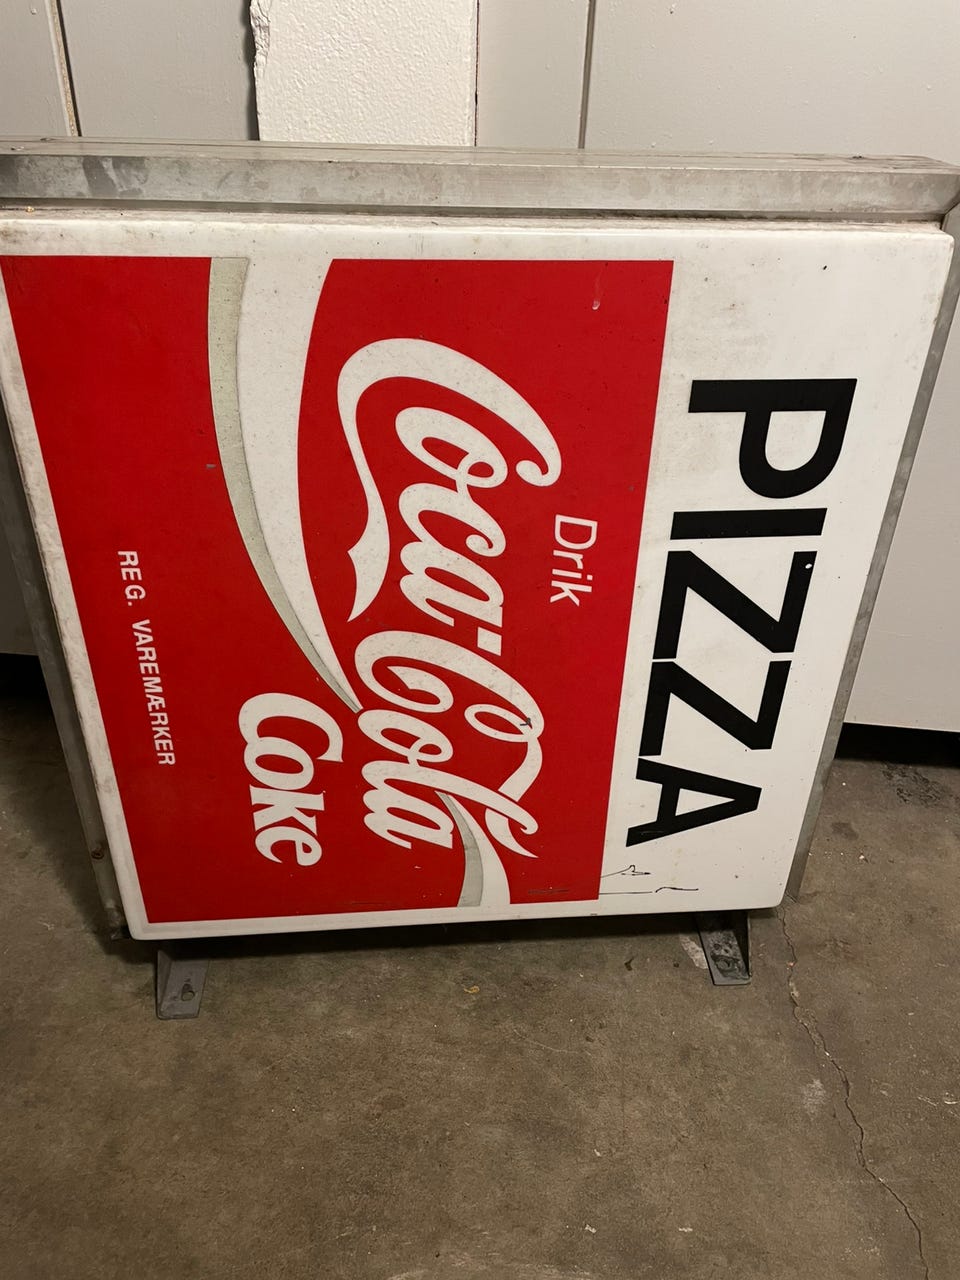 PIZZA
Drik
Coca-Cola
Coke
REG. VAREMÆRKER